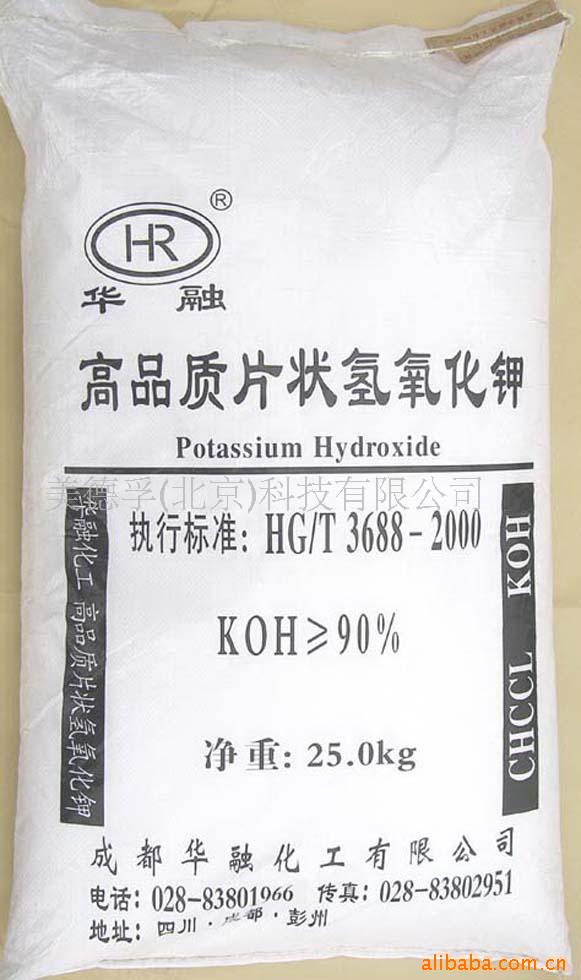 HR®
华融
高品质片状氢氧化钾
Potassium Hydroxide
美德孚(北京)科技有限公司
执行标准：HG/T 3688-2000
KOH≥90%
净重：25.0kg
华融化工 高品质片状氢氧化钾
CHCCL KOH
成都华融化工有限公司
电话：028-83801966 传真：028-83802951
地址：四川·成都·彭州
alibaba.com.cn